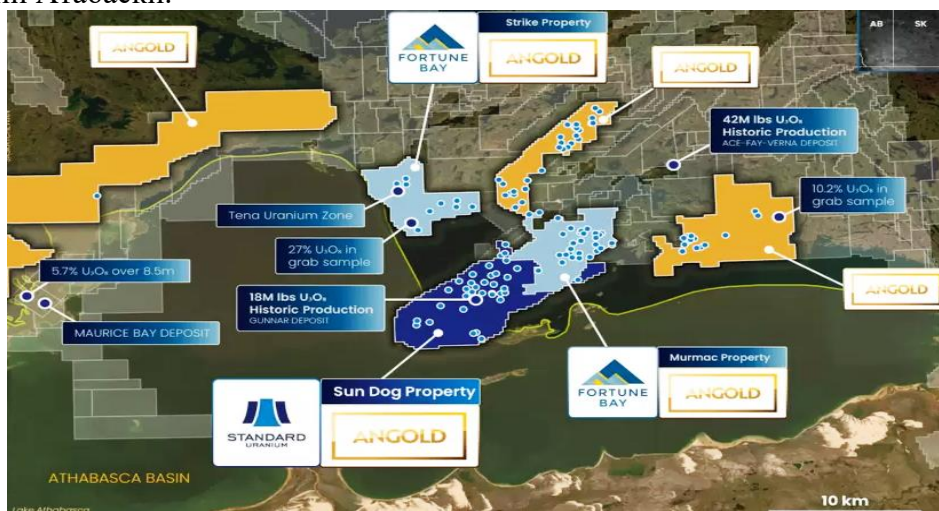 Strike Property
AB SK
ANGOLD
FORTUNE
BAY
ANGOLD
ANGOLD
42M lbs U₃O₈
Historic Production
ACE-FAY-VERNA DEPOSIT
10.2% U₃O₈ in
grab sample
Tena Uranium Zone
27% U₃O₈ in
grab sample
5.7% U₃O₈ over 8.5m
18M lbs U₃O₈
Historic Production
GUNNAR DEPOSIT
ANGOLD
MAURICE BAY DEPOSIT
Murmac Property
FORTUNE
BAY
ANGOLD
Sun Dog Property
STANDARD
URANIUM
ANGOLD
ATHABASCA BASIN
10 km
Lake Athabasca